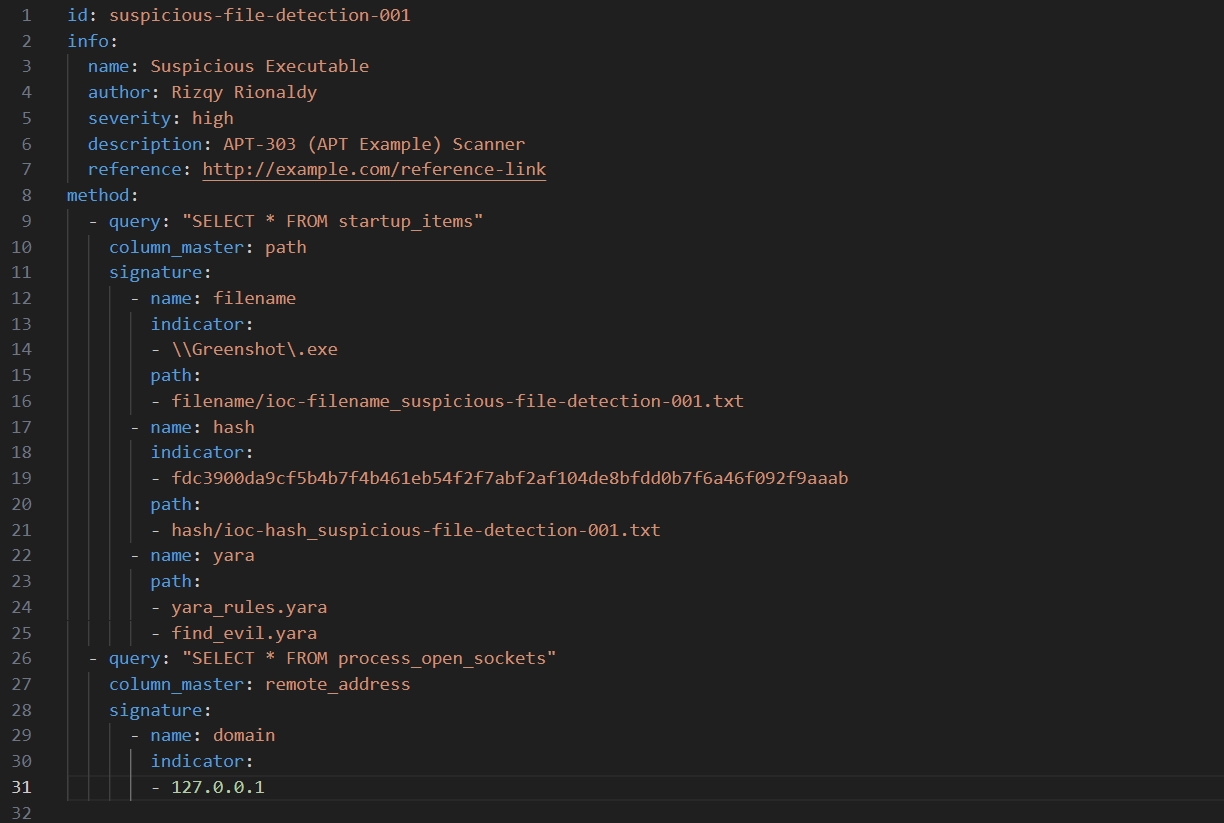 1 id: suspicious-file-detection-001
2 info:
3 name: Suspicious Executable
4 author: Rizqy Rionaldy
5 severity: high
6 description: APT-303 (APT Example) Scanner
7 reference: http://example.com/reference-link
8 method:
9 - query: "SELECT * FROM startup_items"
10 column_master: path
11 signature:
12 - name: filename
13 indicator:
14 - \\Greenshot\.exe
15 path:
16 - filename/ioc-filename_suspicious-file-detection-001.txt
17 - name: hash
18 indicator:
19 - fdc3900da9cf5b4b7f4b461eb54f2f7abf2af104de8bfdd0b7f6a46f092f9aaab
20 path:
21 - hash/ioc-hash_suspicious-file-detection-001.txt
22 - name: yara
23 path:
24 - yara_rules.yara
25 - find_evil.yara
26 - query: "SELECT * FROM process_open_sockets"
27 column_master: remote_address
28 signature:
29 - name: domain
30 indicator:
31 - 127.0.0.1
32